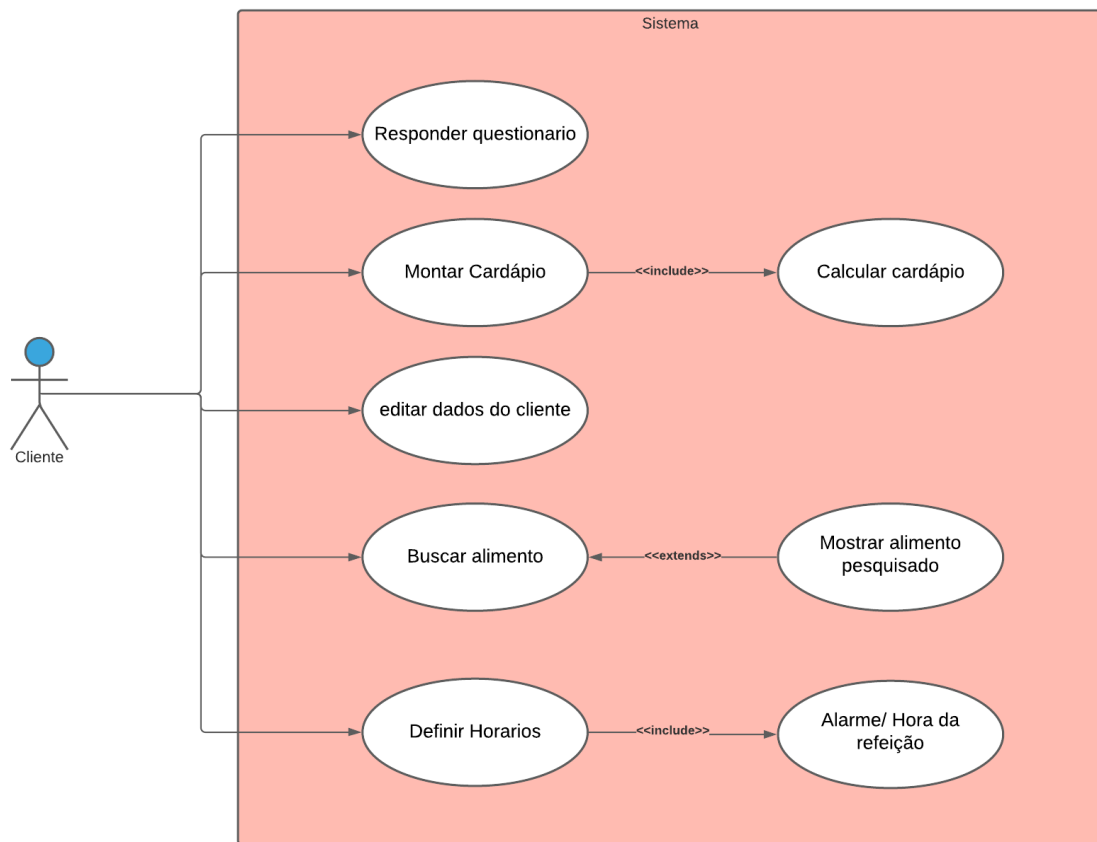 Sistema
Responder questionario
Montar Cardápio
<<include>>
Calcular cardápio
editar dados do cliente
Cliente
Buscar alimento
<<extends>>
Mostrar alimento
pesquisado
Definir Horarios
<<include>>
Alarme/ Hora da
refeição